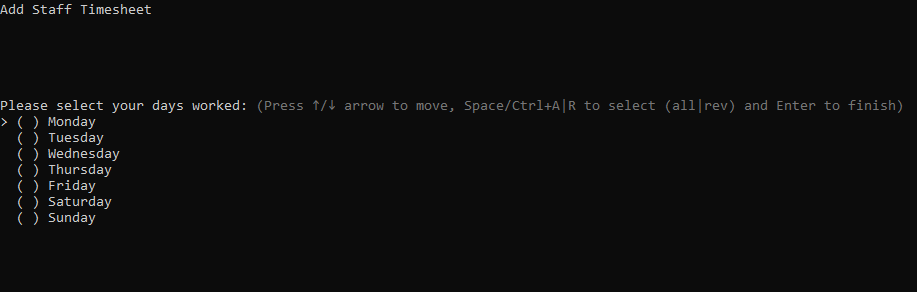 Add Staff Timesheet
Please select your days worked: (Press ↑/↓ arrow to move, Space/Ctrl+A|R to select (all|rev) and Enter to finish)
> ( ) Monday
( ) Tuesday
( ) Wednesday
( ) Thursday
( ) Friday
( ) Saturday
( ) Sunday